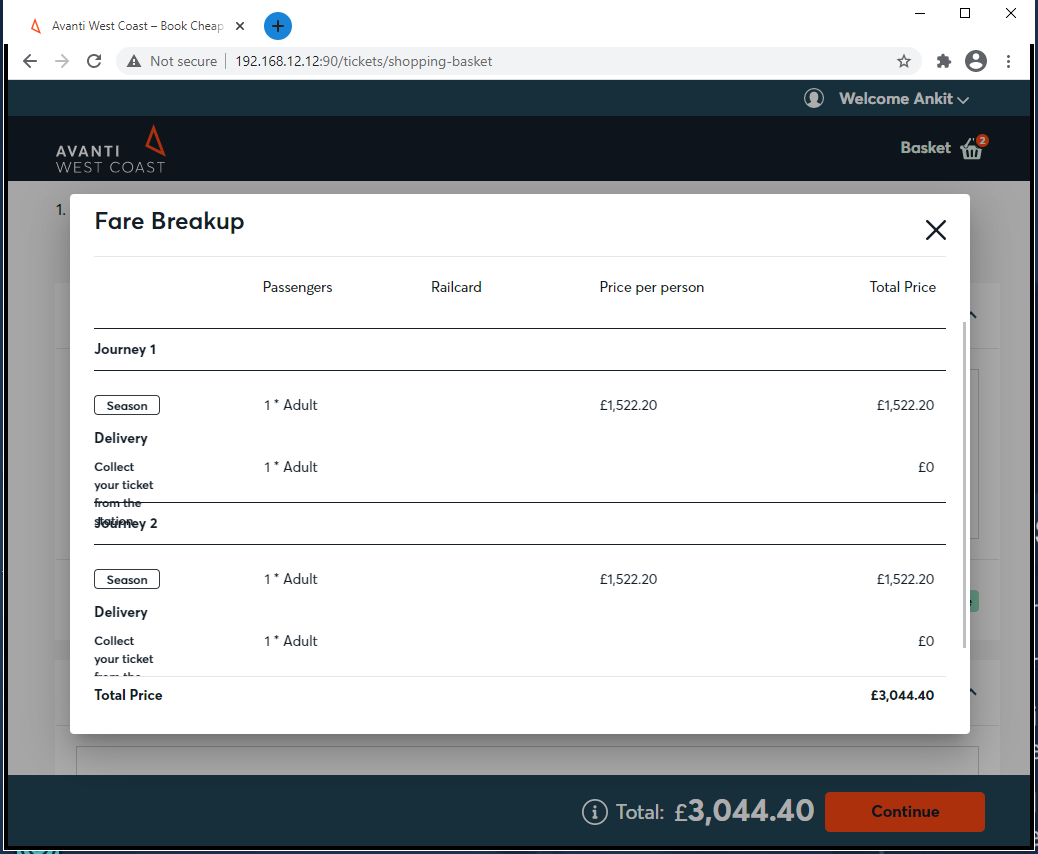 Avanti West Coast – Book Cheap
Not secure
192.168.12.12:90/tickets/shopping-basket
Welcome Ankit
AVANTI
WEST COAST
Basket
2
1.
Fare Breakup
Passengers Railcard Price per person Total Price
Journey 1
Season 1 * Adult £1,522.20 £1,522.20
Delivery
Collect 1 * Adult £0
your ticket
from the
station
Journey 2
Season 1 * Adult £1,522.20 £1,522.20
Delivery
Collect 1 * Adult £0
your ticket
from the
Total Price £3,044.40
Total: £3,044.40
Continue